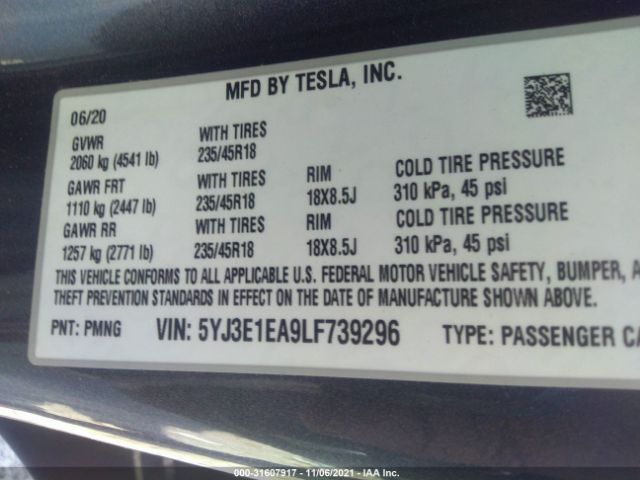 MFD BY TESLA, INC.
06/20
GVWR WITH TIRES
2060 kg (4541 lb) 235/45R18
GAWR FRT WITH TIRES RIM COLD TIRE PRESSURE
1110 kg (2447 lb) 235/45R18 18X8.5J 310 kPa, 45 psi
GAWR RR WITH TIRES RIM COLD TIRE PRESSURE
1257 kg (2771 lb) 235/45R18 18X8.5J 310 kPa, 45 psi
THIS VEHICLE CONFORMS TO ALL APPLICABLE U.S. FEDERAL MOTOR VEHICLE SAFETY, BUMPER, A
THEFT PREVENTION STANDARDS IN EFFECT ON THE DATE OF MANUFACTURE SHOWN ABOVE.
PNT: PMNG VIN: 5YJ3E1EA9LF739296 TYPE: PASSENGER CA
000-31607917 - 11/06/2021 - IAA Inc.